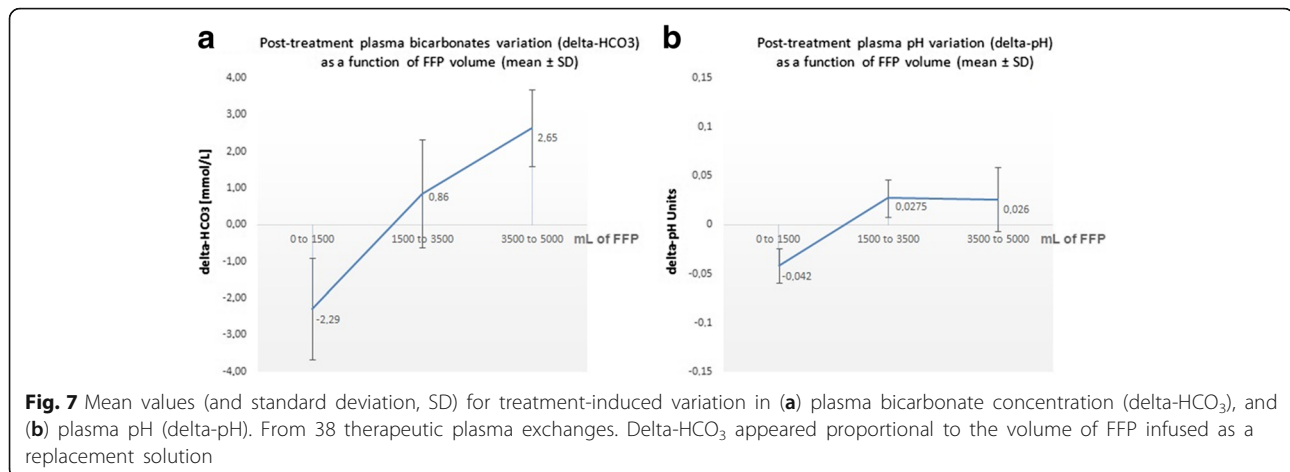 a
Post-treatment plasma bicarbonates variation (delta-HCO3)
as a function of FFP volume (mean ± SD)
4,00
3,00
2,00
1,00
0,00
-1,00
-2,00
-3,00
-4,00
delta-HCO3 [mmol/L]
0 to 1500
1500 to 3500
3500 to 5000
mL of FFP
-2,29
0,86
2,65
b
Post-treatment plasma pH variation (delta-pH)
as a function of FFP volume (mean ± SD)
0,15
0,1
0,05
0
-0,05
-0,1
-0,15
delta-pH Units
0 to 1500
1500 to 3500
3500 to 5000
mL of FFP
-0,042
0,0275
0,026
Fig. 7 Mean values (and standard deviation, SD) for treatment-induced variation in (a) plasma bicarbonate concentration (delta-HCO₃), and
(b) plasma pH (delta-pH). From 38 therapeutic plasma exchanges. Delta-HCO₃ appeared proportional to the volume of FFP infused as a
replacement solution